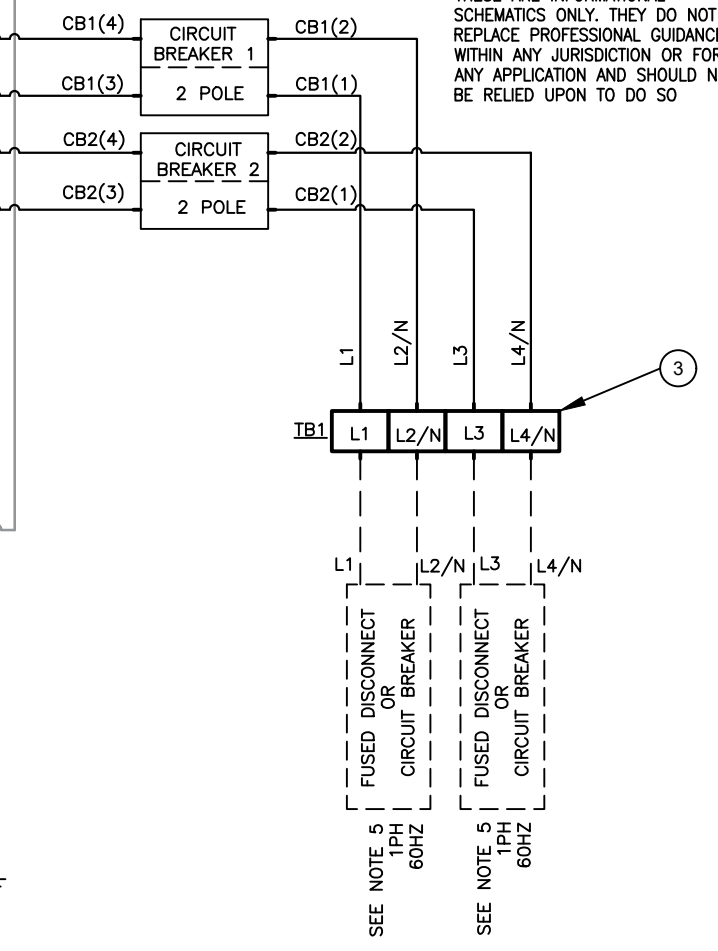 THESE ARE INFORMATIONAL
SCHEMATICS ONLY. THEY DO NOT
REPLACE PROFESSIONAL GUIDANCE
WITHIN ANY JURISDICTION OR FOR
ANY APPLICATION AND SHOULD N
BE RELIED UPON TO DO SO
CB1(4)
CIRCUIT
BREAKER 1
CB1(2)
CB1(3)
2 POLE
CB1(1)
CB2(4)
CIRCUIT
BREAKER 2
CB2(2)
CB2(3)
2 POLE
CB2(1)
L1
L2/N
L3
L4/N
3
TB1
L1
L2/N
L3
L4/N
L1
L2/N
L3
L4/N
FUSED DISCONNECT
OR
CIRCUIT BREAKER
FUSED DISCONNECT
OR
CIRCUIT BREAKER
SEE NOTE 5
1PH
60HZ
SEE NOTE 5
1PH
60HZ